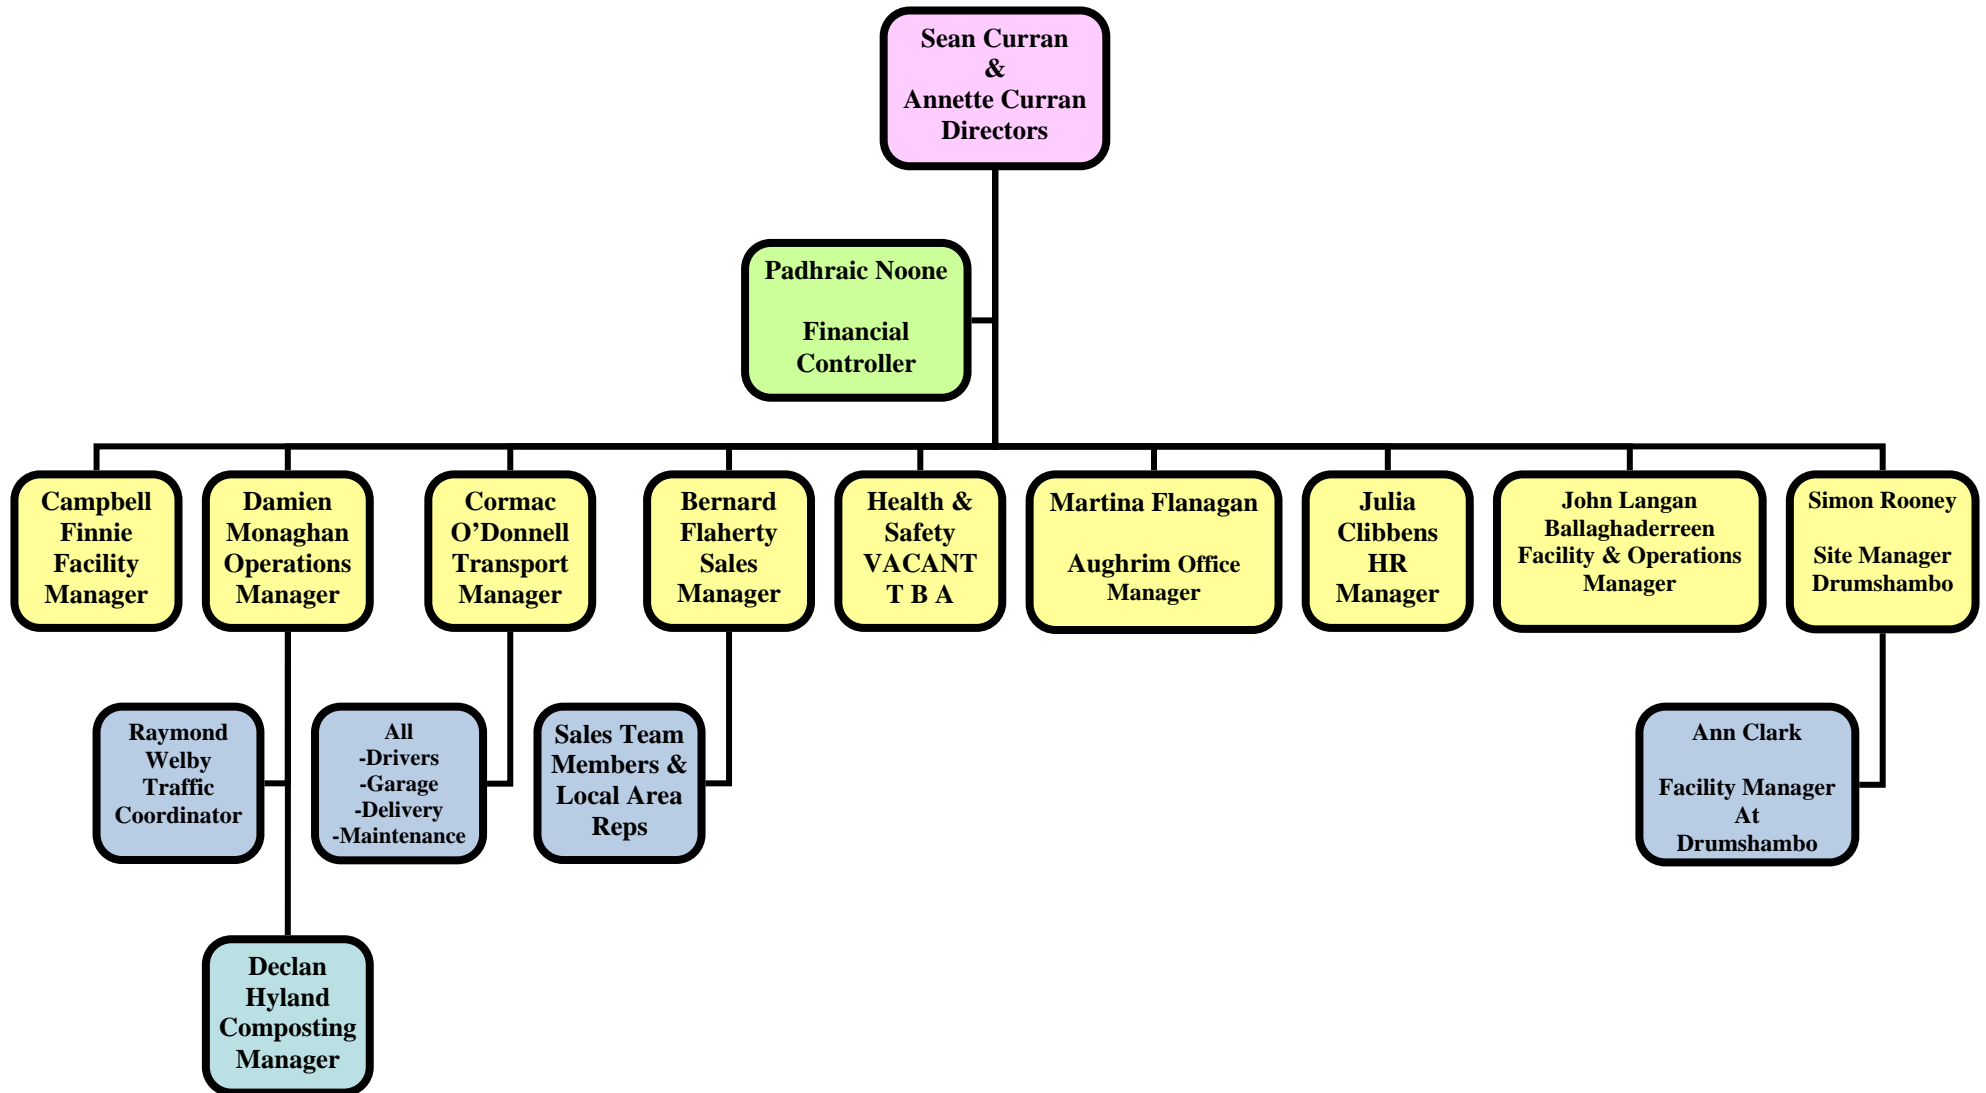 Sean Curran
&
Annette Curran
Directors
Padhraic Noone
Financial
Controller
Campbell
Finnie
Facility
Manager
Damien
Monaghan
Operations
Manager
Cormac
O’Donnell
Transport
Manager
Bernard
Flaherty
Sales
Manager
Health &
Safety
VACANT
T B A
Martina Flanagan
Aughrim Office
Manager
Julia
Clibbens
HR
Manager
John Langan
Ballaghaderreen
Facility & Operations
Manager
Simon Rooney
Site Manager
Drumshambo
Raymond
Welby
Traffic
Coordinator
All
-Drivers
-Garage
-Delivery
-Maintenance
Sales Team
Members &
Local Area
Reps
Ann Clark
Facility Manager
At
Drumshambo
Declan
Hyland
Composting
Manager